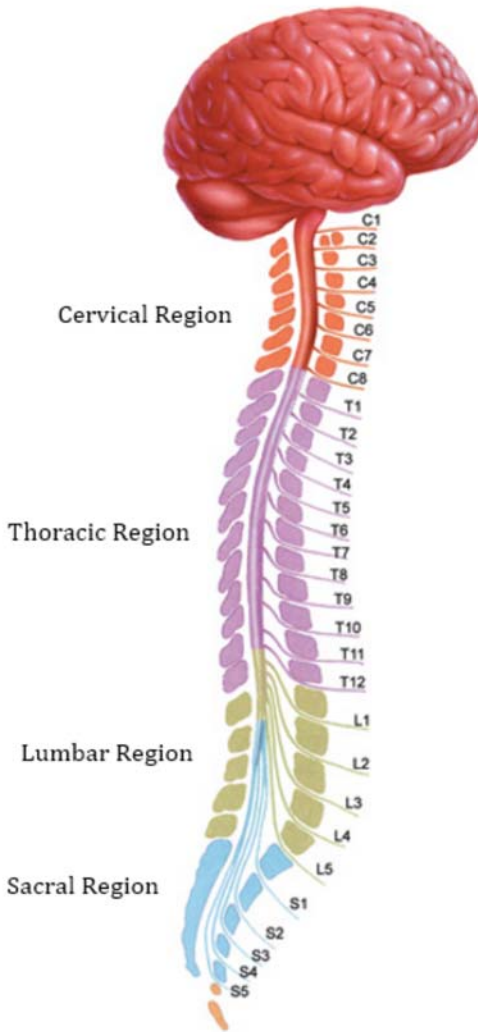 C1
C2
C3
C4
C5
Cervical Region
C6
C7
C8
T1
T2
T3
T4
T5
Thoracic Region
T6
T7
T8
T9
T10
T11
T12
L1
Lumbar Region
L2
L3
L4
L5
Sacral Region
S1
S2
S3
S4
S5